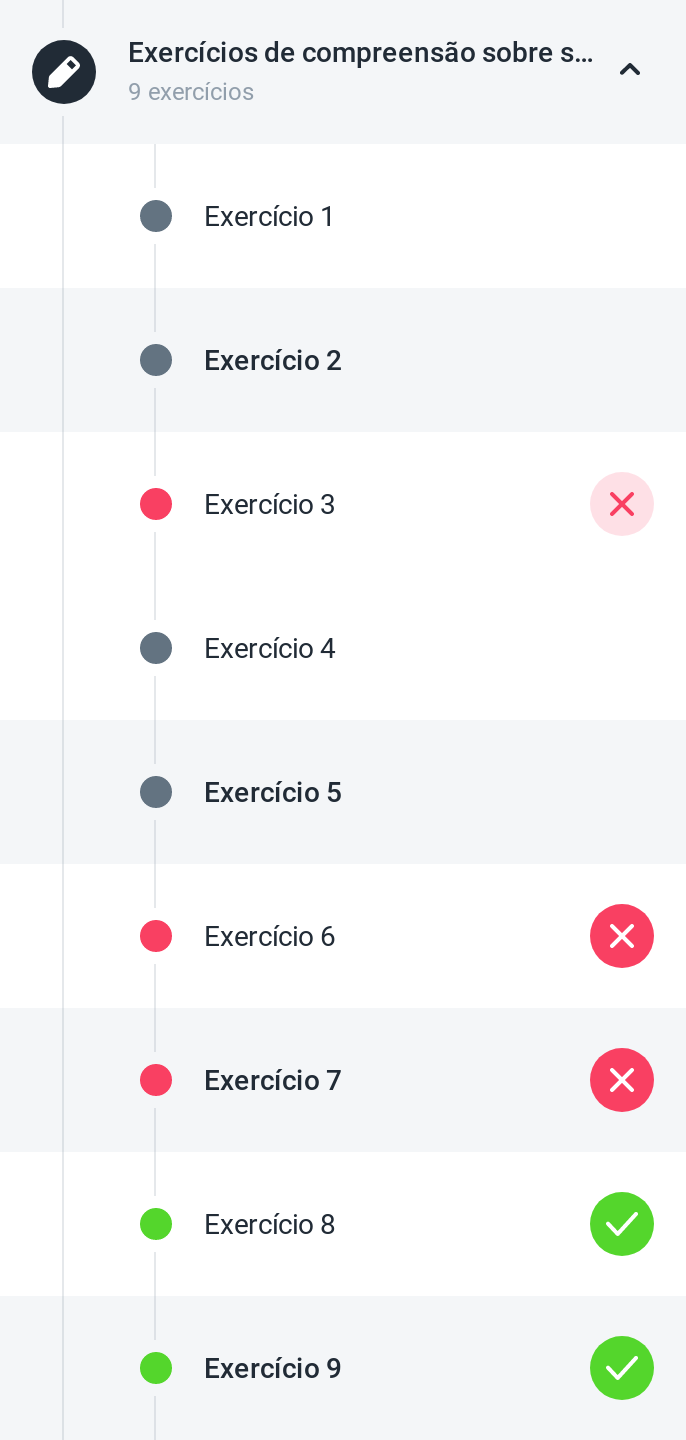 Exercícios de compreensão sobre s...
9 exercícios
Exercício 1
Exercício 2
Exercício 3
Exercício 4
Exercício 5
Exercício 6
Exercício 7
Exercício 8
Exercício 9